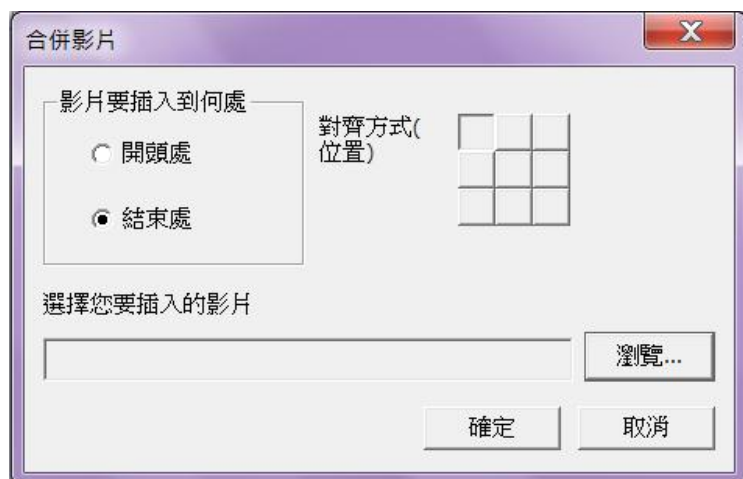 合併影片
影片要插入到何處
開頭處
結束處
對齊方式(
位置)
選擇您要插入的影片
瀏覽...
確定
取消